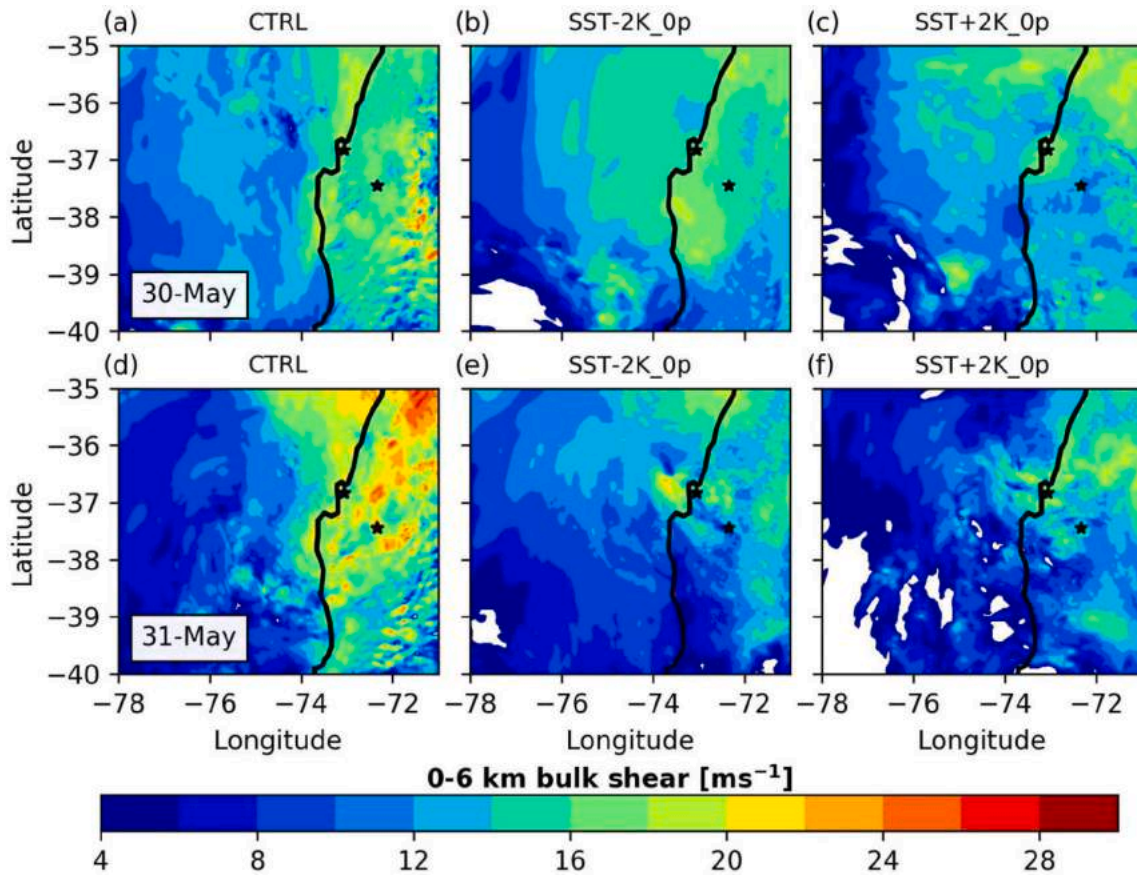 (a) CTRL (b) SST-2K_0p (c) SST+2K_0p
−35
−36
−37
−38
−39
−40
Latitude
30-May
(d) CTRL (e) SST-2K_0p (f) SST+2K_0p
−35
−36
−37
−38
−39
−40
Latitude
31-May
−78 −76 −74 −72 −78 −76 −74 −72 −78 −76 −74 −72
Longitude Longitude Longitude
0-6 km bulk shear [ms⁻¹]
4 8 12 16 20 24 28